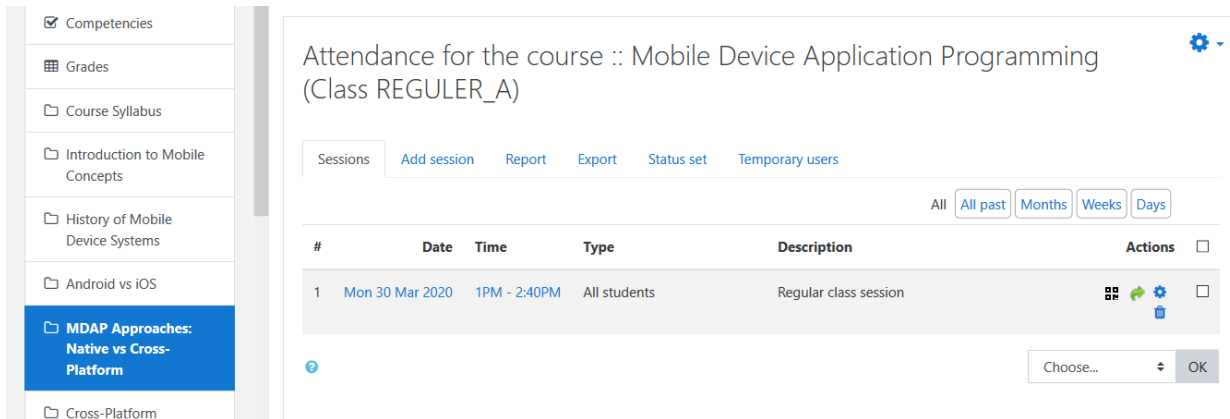 Competencies
Grades
Course Syllabus
Introduction to Mobile
Concepts
History of Mobile
Device Systems
Android vs iOS
MDAP Approaches:
Native vs Cross-
Platform
Cross-Platform
Attendance for the course :: Mobile Device Application Programming
(Class REGULER_A)
Sessions Add session Report Export Status set Temporary users
All All past Months Weeks Days
# Date Time Type Description Actions
1 Mon 30 Mar 2020 1PM - 2:40PM All students Regular class session
Choose... OK